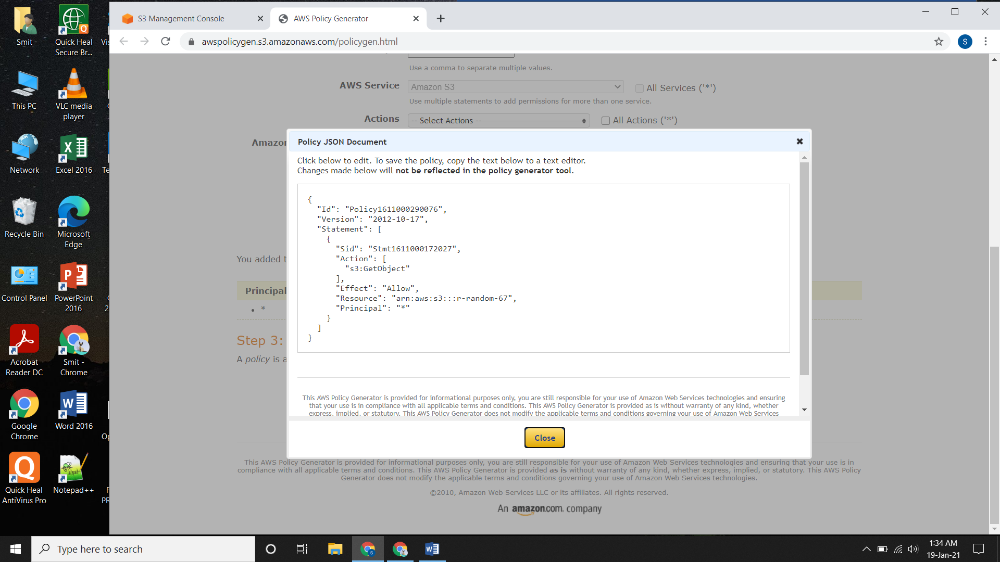 S3 Management Console
AWS Policy Generator
awspolicygen.s3.amazonaws.com/policygen.html
S
Smit
Quick Heal
Secure Br...
This PC
VLC media
player
Network
Excel 2016
Recycle Bin
Microsoft
Edge
Control Panel
PowerPoint
2016
Acrobat
Reader DC
Smit -
Chrome
Google
Chrome
Word 2016
Quick Heal
AntiVirus Pro
Notepad++
Use a comma to separate multiple values.
AWS Service
Amazon S3
All Services ('*')
Use multiple statements to add permissions for more than one service.
Actions
-- Select Actions --
All Actions ('*')
Amazon
You added t
Principal
*
Step 3:
A policy is a
Policy JSON Document
Click below to edit. To save the policy, copy the text below to a text editor.
Changes made below will not be reflected in the policy generator tool.
{
"Id": "Policy1611000290076",
"Version": "2012-10-17",
"Statement": [
{
"Sid": "Stmt1611000172027",
"Action": [
"s3:GetObject"
],
"Effect": "Allow",
"Resource": "arn:aws:s3:::r-random-67",
"Principal": "*"
}
]
}
This AWS Policy Generator is provided for informational purposes only, you are still responsible for your use of Amazon Web Services technologies and ensuring
that your use is in compliance with all applicable terms and conditions. This AWS Policy Generator is provided as is without warranty of any kind, whether
express, implied, or statutory. This AWS Policy Generator does not modify the applicable terms and conditions governing your use of Amazon Web Services
Close
This AWS Policy Generator is provided for informational purposes only, you are still responsible for your use of Amazon Web Services technologies and ensuring that your use is in
compliance with all applicable terms and conditions. This AWS Policy Generator is provided as is without warranty of any kind, whether express, implied, or statutory. This AWS Policy
Generator does not modify the applicable terms and conditions governing your use of Amazon Web Services technologies.
©2010, Amazon Web Services LLC or its affiliates. All rights reserved.
An amazon.com. company
Type here to search
1:34 AM
19-Jan-21